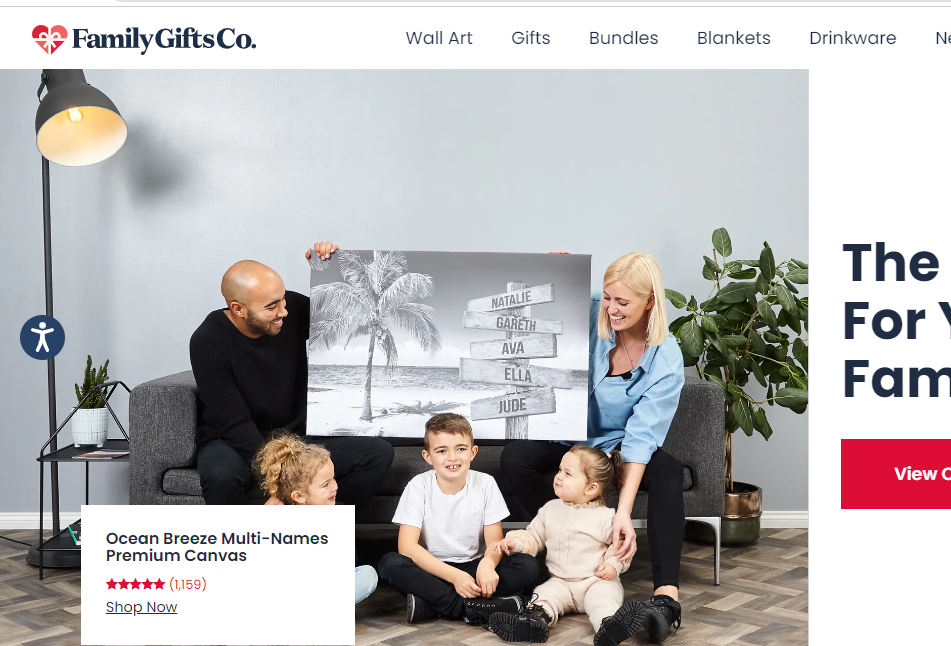 FamilyGiftsCo.
Wall Art Gifts Bundles Blankets Drinkware Ne
NATALIE
GARETH
AVA
ELLA
JUDE
The
For Y
Fam
View C
Ocean Breeze Multi-Names
Premium Canvas
(1,159)
Shop Now